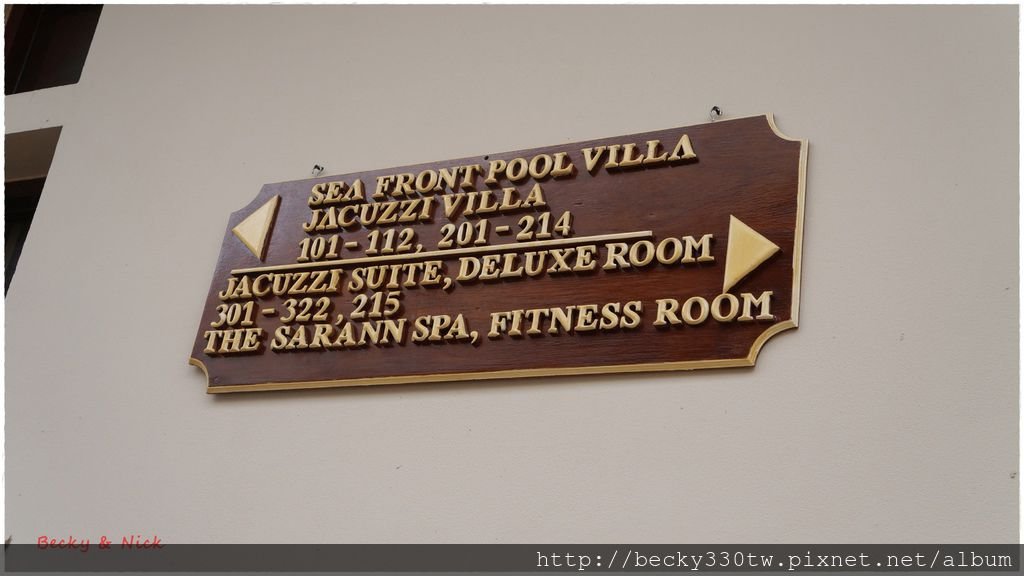 SEA FRONT POOL VILLA
JACUZZI VILLA
101 - 112, 201 - 214
JACUZZI SUITE, DELUXE ROOM
301 - 322, 215
THE SARANN SPA, FITNESS ROOM
Becky & Nick
http://becky330tw.pixnet.net/album